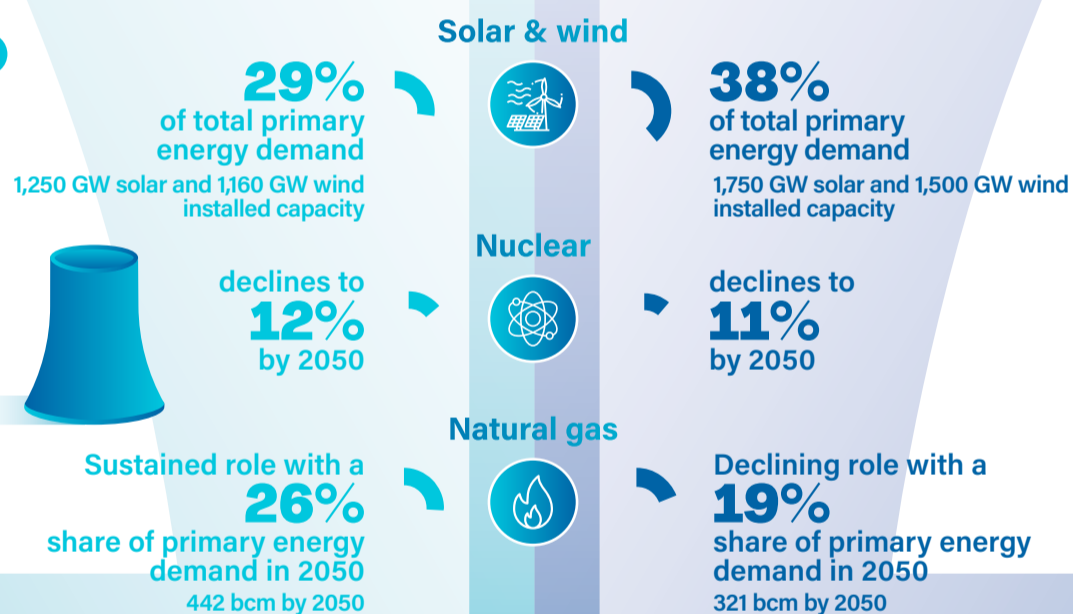 Solar & wind
29%
of total primary
energy demand
1,250 GW solar and 1,160 GW wind
installed capacity
38%
of total primary
energy demand
1,750 GW solar and 1,500 GW wind
installed capacity
Nuclear
declines to
12%
by 2050
declines to
11%
by 2050
Natural gas
Sustained role with a
26%
share of primary energy
demand in 2050
442 bcm by 2050
Declining role with a
19%
share of primary energy
demand in 2050
321 bcm by 2050